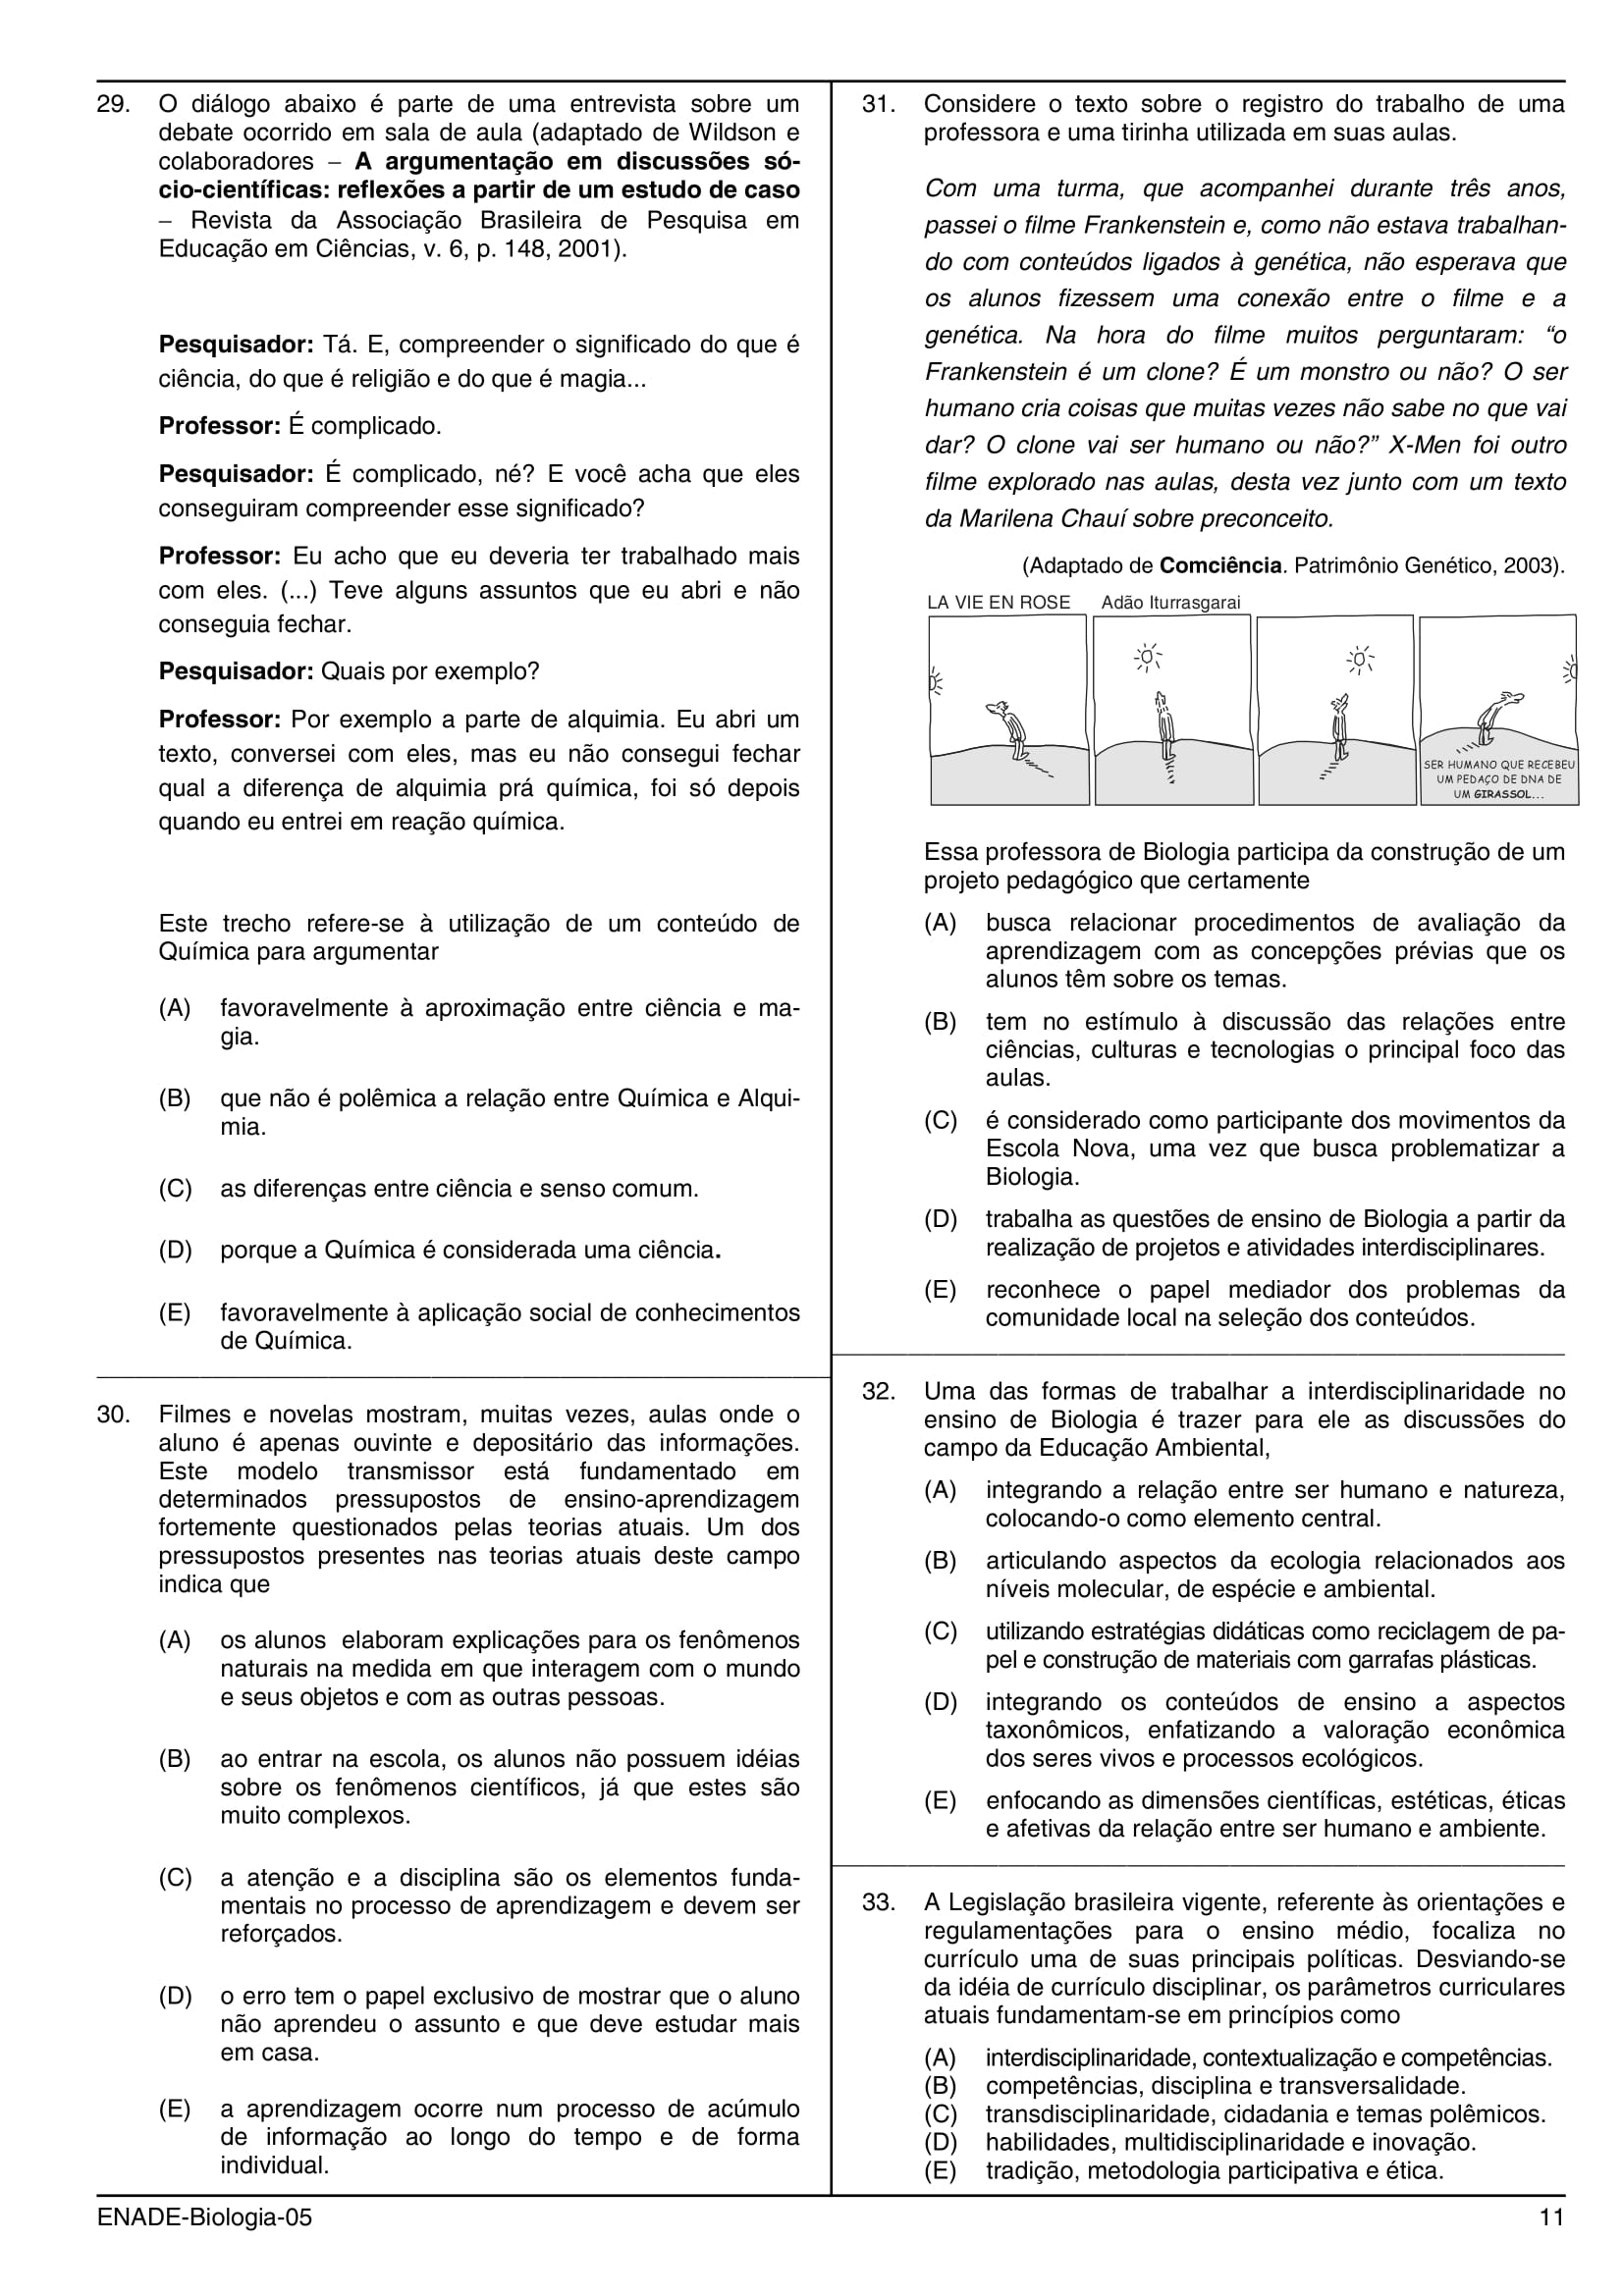 29. O diálogo abaixo é parte de uma entrevista sobre um
debate ocorrido em sala de aula (adaptado de Wildson e
colaboradores − A argumentação em discussões só-
cio-científicas: reflexões a partir de um estudo de caso
− Revista da Associação Brasileira de Pesquisa em
Educação em Ciências, v. 6, p. 148, 2001).
Pesquisador: Tá. E, compreender o significado do que é
ciência, do que é religião e do que é magia...
Professor: É complicado.
Pesquisador: É complicado, né? E você acha que eles
conseguiram compreender esse significado?
Professor: Eu acho que eu deveria ter trabalhado mais
com eles. (...) Teve alguns assuntos que eu abri e não
conseguia fechar.
Pesquisador: Quais por exemplo?
Professor: Por exemplo a parte de alquimia. Eu abri um
texto, conversei com eles, mas eu não consegui fechar
qual a diferença de alquimia prá química, foi só depois
quando eu entrei em reação química.
Este trecho refere-se à utilização de um conteúdo de
Química para argumentar
(A) favoravelmente à aproximação entre ciência e ma-
gia.
(B) que não é polêmica a relação entre Química e Alqui-
mia.
(C) as diferenças entre ciência e senso comum.
(D) porque a Química é considerada uma ciência.
(E) favoravelmente à aplicação social de conhecimentos
de Química.
30. Filmes e novelas mostram, muitas vezes, aulas onde o
aluno é apenas ouvinte e depositário das informações.
Este modelo transmissor está fundamentado em
determinados pressupostos de ensino-aprendizagem
fortemente questionados pelas teorias atuais. Um dos
pressupostos presentes nas teorias atuais deste campo
indica que
(A) os alunos elaboram explicações para os fenômenos
naturais na medida em que interagem com o mundo
e seus objetos e com as outras pessoas.
(B) ao entrar na escola, os alunos não possuem idéias
sobre os fenômenos científicos, já que estes são
muito complexos.
(C) a atenção e a disciplina são os elementos funda-
mentais no processo de aprendizagem e devem ser
reforçados.
(D) o erro tem o papel exclusivo de mostrar que o aluno
não aprendeu o assunto e que deve estudar mais
em casa.
(E) a aprendizagem ocorre num processo de acúmulo
de informação ao longo do tempo e de forma
individual.
31. Considere o texto sobre o registro do trabalho de uma
professora e uma tirinha utilizada em suas aulas.
Com uma turma, que acompanhei durante três anos,
passei o filme Frankenstein e, como não estava trabalhan-
do com conteúdos ligados à genética, não esperava que
os alunos fizessem uma conexão entre o filme e a
genética. Na hora do filme muitos perguntaram: “o
Frankenstein é um clone? É um monstro ou não? O ser
humano cria coisas que muitas vezes não sabe no que vai
dar? O clone vai ser humano ou não?” X-Men foi outro
filme explorado nas aulas, desta vez junto com um texto
da Marilena Chauí sobre preconceito.
(Adaptado de Comciência. Patrimônio Genético, 2003).
LA VIE EN ROSE Adão Iturrasgarai
SER HUMANO QUE RECEBEU
UM PEDAÇO DE DNA DE
UM GIRASSOL...
Essa professora de Biologia participa da construção de um
projeto pedagógico que certamente
(A) busca relacionar procedimentos de avaliação da
aprendizagem com as concepções prévias que os
alunos têm sobre os temas.
(B) tem no estímulo à discussão das relações entre
ciências, culturas e tecnologias o principal foco das
aulas.
(C) é considerado como participante dos movimentos da
Escola Nova, uma vez que busca problematizar a
Biologia.
(D) trabalha as questões de ensino de Biologia a partir da
realização de projetos e atividades interdisciplinares.
(E) reconhece o papel mediador dos problemas da
comunidade local na seleção dos conteúdos.
32. Uma das formas de trabalhar a interdisciplinaridade no
ensino de Biologia é trazer para ele as discussões do
campo da Educação Ambiental,
(A) integrando a relação entre ser humano e natureza,
colocando-o como elemento central.
(B) articulando aspectos da ecologia relacionados aos
níveis molecular, de espécie e ambiental.
(C) utilizando estratégias didáticas como reciclagem de pa-
pel e construção de materiais com garrafas plásticas.
(D) integrando os conteúdos de ensino a aspectos
taxonômicos, enfatizando a valoração econômica
dos seres vivos e processos ecológicos.
(E) enfocando as dimensões científicas, estéticas, éticas
e afetivas da relação entre ser humano e ambiente.
33. A Legislação brasileira vigente, referente às orientações e
regulamentações para o ensino médio, focaliza no
currículo uma de suas principais políticas. Desviando-se
da idéia de currículo disciplinar, os parâmetros curriculares
atuais fundamentam-se em princípios como
(A) interdisciplinaridade, contextualização e competências.
(B) competências, disciplina e transversalidade.
(C) transdisciplinaridade, cidadania e temas polêmicos.
(D) habilidades, multidisciplinaridade e inovação.
(E) tradição, metodologia participativa e ética.
ENADE-Biologia-05 11